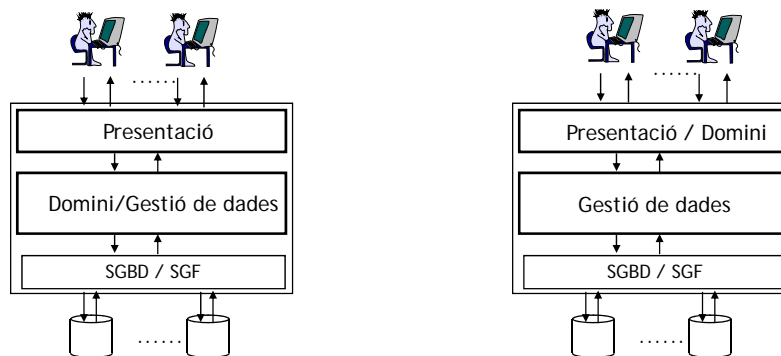 Presentació
Domini/Gestió de dades
SGBD / SGF
Presentació / Domini
Gestió de dades
SGBD / SGF